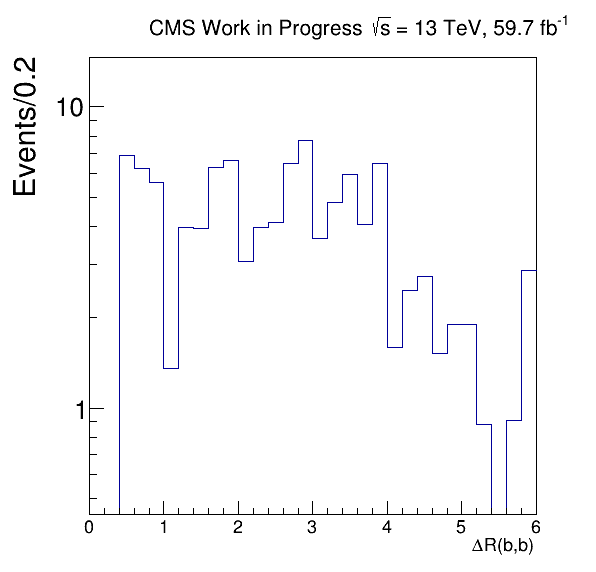 CMS Work in Progress √s = 13 TeV, 59.7 fb⁻¹
Events/0.2
10
1
0 1 2 3 4 5 6
ΔR(b,b)